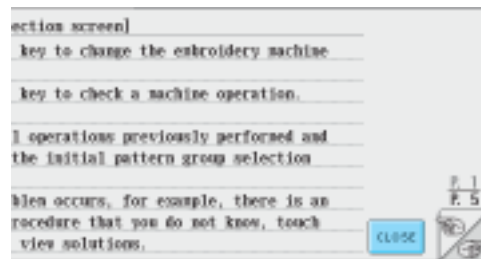 ection screen]
key to change the embroidery machine
key to check a machine operation.
l operations previously performed and
the initial pattern group selection
blem occurs, for example, there is an
rocedure that you do not know, touch
view solutions.
P. 1
P. 5
CLOSE